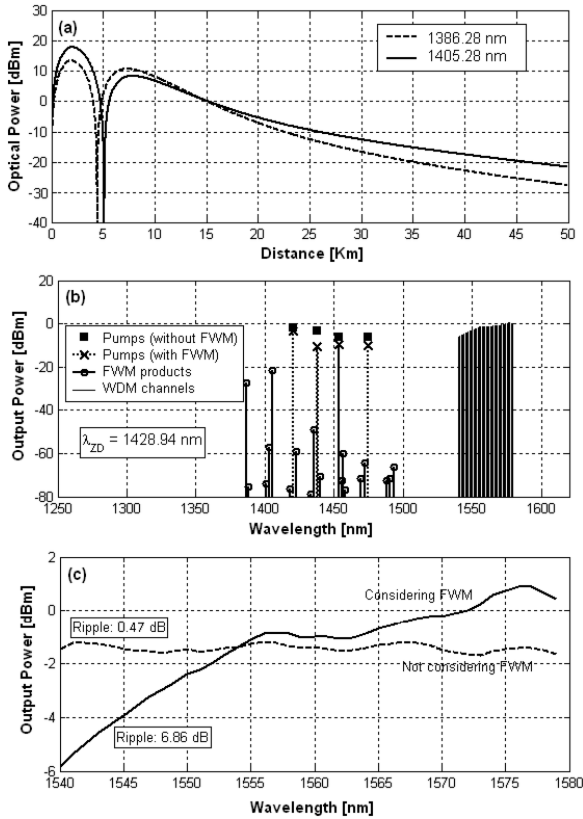 (a)
1386.28 nm
1405.28 nm
30
20
10
0
-10
-20
-30
-40
Optical Power [dBm]
0 5 10 15 20 25 30 35 40 45 50
Distance [Km]
(b)
Pumps (without FWM)
Pumps (with FWM)
FWM products
WDM channels
λZD = 1428.94 nm
20
0
-20
-40
-60
-80
Output Power [dBm]
1250 1300 1350 1400 1450 1500 1550 1600
Wavelength [nm]
(c)
Considering FWM
Ripple: 0.47 dB
Not considering FWM
Ripple: 6.86 dB
2
0
-2
-4
-6
Output Power [dBm]
1540 1545 1550 1555 1560 1565 1570 1575 1580
Wavelength [nm]